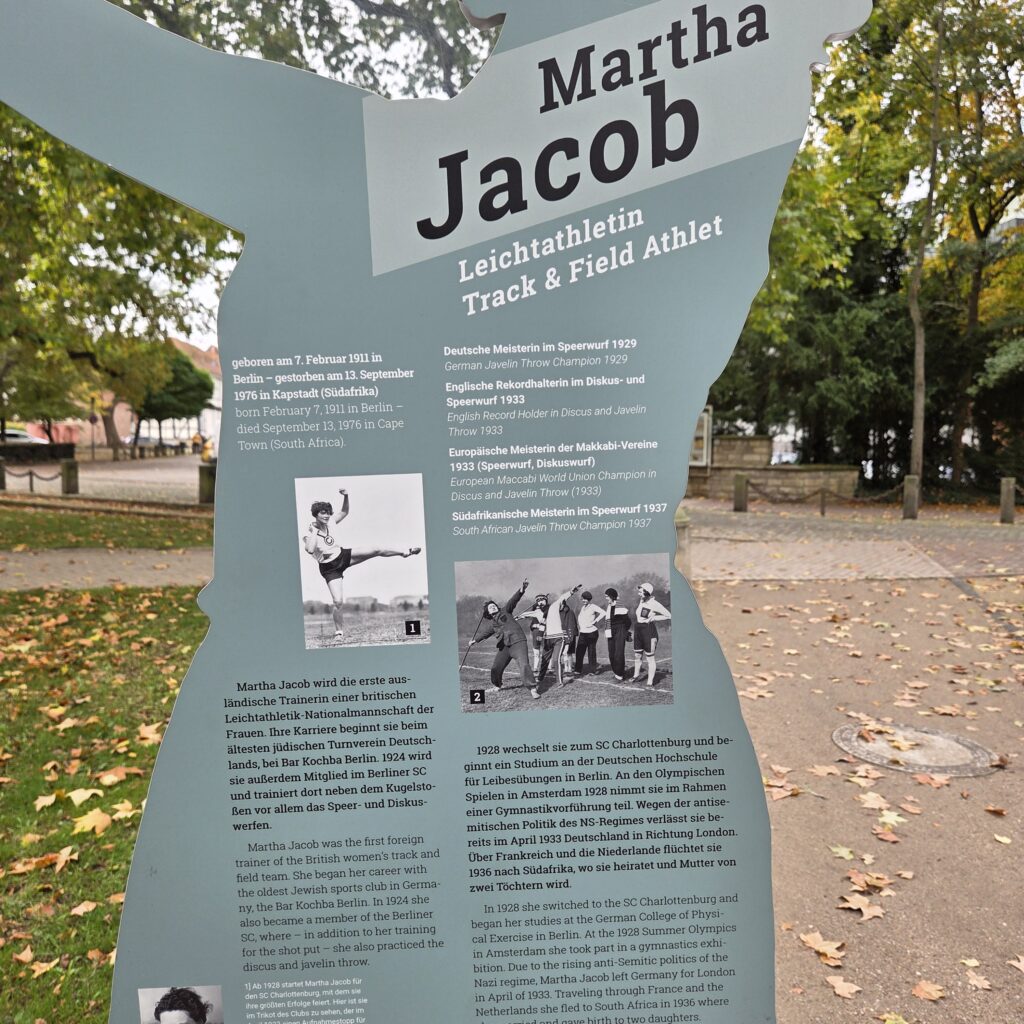 Martha
Jacob
Leichtathletin
Track & Field Athlet
geboren am 7. Februar 1911 in
Berlin – gestorben am 13. September
1976 in Kapstadt (Südafrika)
born February 7, 1911 in Berlin –
died September 13, 1976 in Cape
Town (South Africa).
Deutsche Meisterin im Speerwurf 1929
German Javelin Throw Champion 1929
Englische Rekordhalterin im Diskus- und
Speerwurf 1933
English Record Holder in Discus and Javelin
Throw 1933
Europäische Meisterin der Makkabi-Vereine
1933 (Speerwurf, Diskuswurf)
European Maccabi World Union Champion in
Discus and Javelin Throw (1933)
Südafrikanische Meisterin im Speerwurf 1937
South African Javelin Throw Champion 1937
1
2
Martha Jacob wird die erste aus-
ländische Trainerin einer britischen
Leichtathletik-Nationalmannschaft der
Frauen. Ihre Karriere beginnt sie beim
ältesten jüdischen Turnverein Deutsch-
lands, bei Bar Kochba Berlin. 1924 wird
sie außerdem Mitglied im Berliner SC
und trainiert dort neben dem Kugelsto-
ßen vor allem das Speer- und Diskus-
werfen.
Martha Jacob was the first foreign
trainer of the British women's track and
field team. She began her career with
the oldest Jewish sports club in Germa-
ny, the Bar Kochba Berlin. In 1924 she
also became a member of the Berliner
SC, where – in addition to her training
for the shot put – she also practiced the
discus and javelin throw.
1] Ab 1928 startet Martha Jacob für
den SC Charlottenburg, mit dem sie
ihre größten Erfolge feiert. Hier ist sie
im Trikot des Clubs zu sehen, der im
April 1933 einen Aufnahmestopp für
1928 wechselt sie zum SC Charlottenburg und be-
ginnt ein Studium an der Deutschen Hochschule
für Leibesübungen in Berlin. An den Olympischen
Spielen in Amsterdam 1928 nimmt sie im Rahmen
einer Gymnastikvorführung teil. Wegen der antise-
mitischen Politik des NS-Regimes verlässt sie be-
reits im April 1933 Deutschland in Richtung London.
Über Frankreich und die Niederlande flüchtet sie
1936 nach Südafrika, wo sie heiratet und Mutter von
zwei Töchtern wird.
In 1928 she switched to the SC Charlottenburg and
began her studies at the German College of Physi-
cal Exercise in Berlin. At the 1928 Summer Olympics
in Amsterdam she took part in a gymnastics exhi-
bition. Due to the rising anti-Semitic politics of the
Nazi regime, Martha Jacob left Germany for London
in April of 1933. Traveling through France and the
Netherlands she fled to South Africa in 1936 where
she married and gave birth to two daughters.